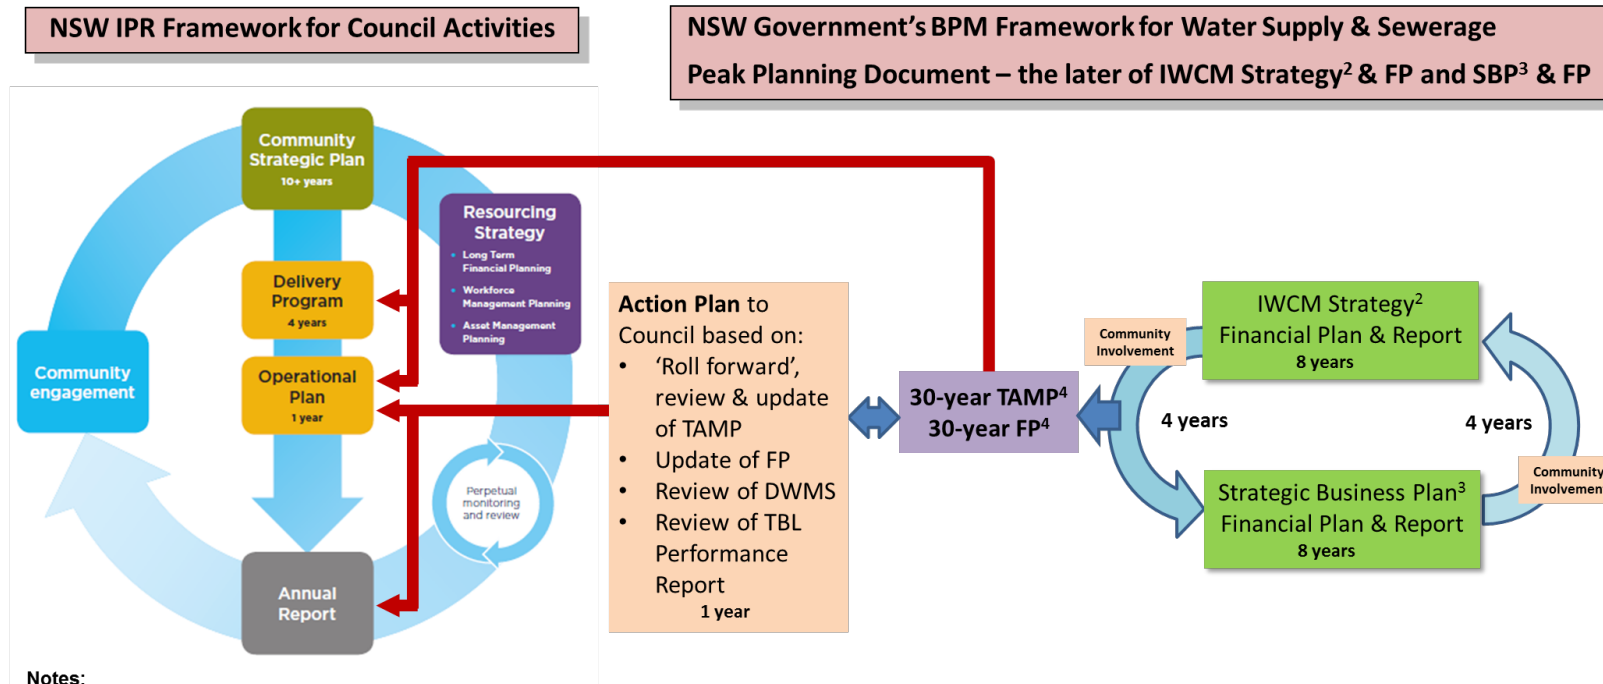 NSW IPR Framework for Council Activities
NSW Government’s BPM Framework for Water Supply & Sewerage
Peak Planning Document – the later of IWCM Strategy² & FP and SBP³ & FP
Community
Strategic Plan
10+ years
Resourcing
Strategy
• Long Term
Financial Planning
• Workforce
Management Planning
• Asset Management
Planning
Delivery
Program
4 years
Community
engagement
Operational
Plan
1 year
Perpetual
monitoring
and review
Annual
Report
Notes:
Action Plan to
Council based on:
• ‘Roll forward’,
review & update
of TAMP
• Update of FP
• Review of DWMS
• Review of TBL
Performance
Report
1 year
30-year TAMP⁴
30-year FP⁴
Community
Involvement
IWCM Strategy²
Financial Plan & Report
8 years
4 years
4 years
Community
Involvement
Strategic Business Plan³
Financial Plan & Report
8 years